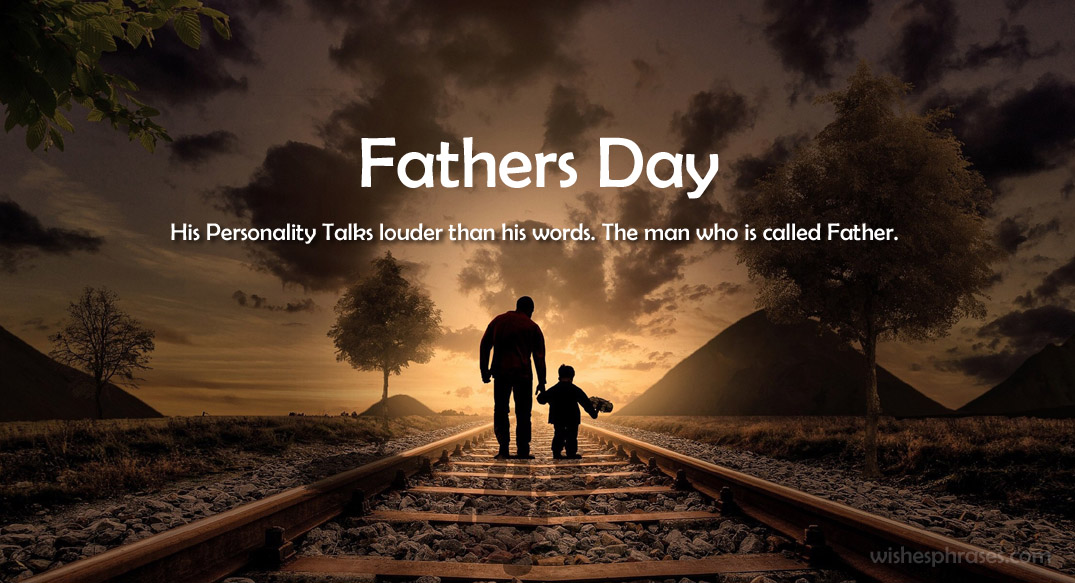 Fathers Day
His Personality Talks louder than his words. The man who is called Father.
wishesphrases.com